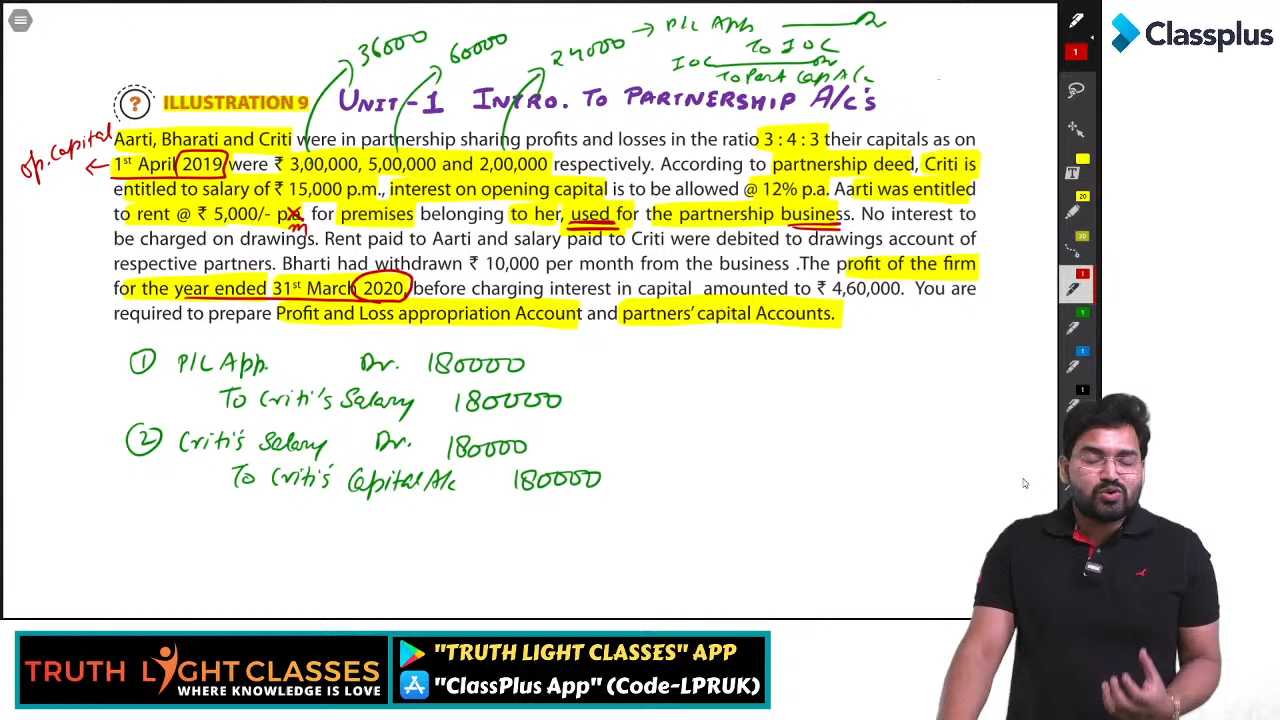 36000
60000
24000
→ P/L App. Dr
To IOC
IOC Dr
To Part Cap A/c
Classplus
? ILLUSTRATION 9 UNIT-1 INTRO. TO PARTNERSHIP A/C's
op. Capital
Aarti, Bharati and Criti were in partnership sharing profits and losses in the ratio 3 : 4 : 3 their capitals as on
1st April 2019 were ₹ 3,00,000, 5,00,000 and 2,00,000 respectively. According to partnership deed, Criti is
entitled to salary of ₹ 15,000 p.m., interest on opening capital is to be allowed @ 12% p.a. Aarti was entitled
to rent @ ₹ 5,000/- p.a. for premises belonging to her, used for the partnership business. No interest to
m
be charged on drawings. Rent paid to Aarti and salary paid to Criti were debited to drawings account of
respective partners. Bharti had withdrawn ₹ 10,000 per month from the business .The profit of the firm
for the year ended 31st March 2020, before charging interest in capital amounted to ₹ 4,60,000. You are
required to prepare Profit and Loss appropriation Account and partners' capital Accounts.
① P/L App. Dr. 180000
To Criti's Salary 180000
② Criti's Salary Dr. 180000
To Criti's Capital A/c 180000
1
T
20
20
1
1
1
1
TRUTH LIGHT CLASSES
WHERE KNOWLEDGE IS LOVE
"TRUTH LIGHT CLASSES" APP
"ClassPlus App" (Code-LPRUK)